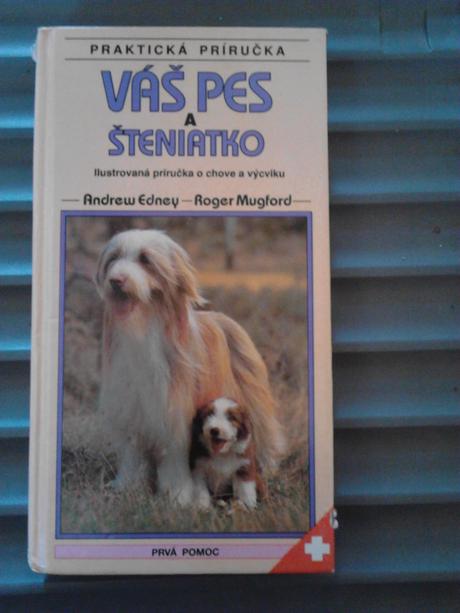 PRAKTICKÁ PRÍRUČKA
VÁŠ PES
A
ŠTENIATKO
Ilustrovaná príručka o chove a výcviku
Andrew Edney — Roger Mugford
PRVÁ POMOC